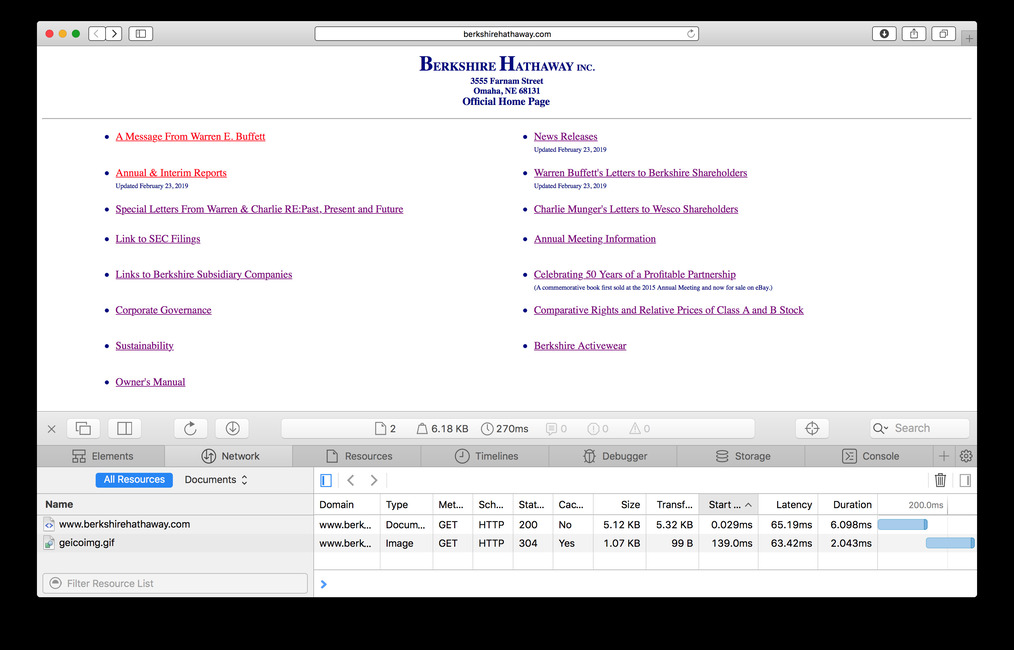 berkshirehathaway.com
BERKSHIRE HATHAWAY INC.
3555 Farnam Street
Omaha, NE 68131
Official Home Page
A Message From Warren E. Buffett
News Releases
Updated February 23, 2019
Annual & Interim Reports
Updated February 23, 2019
Warren Buffett's Letters to Berkshire Shareholders
Updated February 23, 2019
Special Letters From Warren & Charlie RE:Past, Present and Future
Charlie Munger's Letters to Wesco Shareholders
Link to SEC Filings
Annual Meeting Information
Links to Berkshire Subsidiary Companies
Celebrating 50 Years of a Profitable Partnership
(A commemorative book first sold at the 2015 Annual Meeting and now for sale on eBay.)
Corporate Governance
Comparative Rights and Relative Prices of Class A and B Stock
Sustainability
Berkshire Activewear
Owner's Manual
2 6.18 KB 270ms 0 0 0 Search
Elements Network Resources Timelines Debugger Storage Console
All Resources Documents
Name Domain Type Met... Sch... Stat... Cac... Size Transf... Start ... Latency Duration 200.0ms
www.berkshirehathaway.com www.berk... Docum... GET HTTP 200 No 5.12 KB 5.32 KB 0.029ms 65.19ms 6.098ms
geicoimg.gif www.berk... Image GET HTTP 304 Yes 1.07 KB 99 B 139.0ms 63.42ms 2.043ms
Filter Resource List